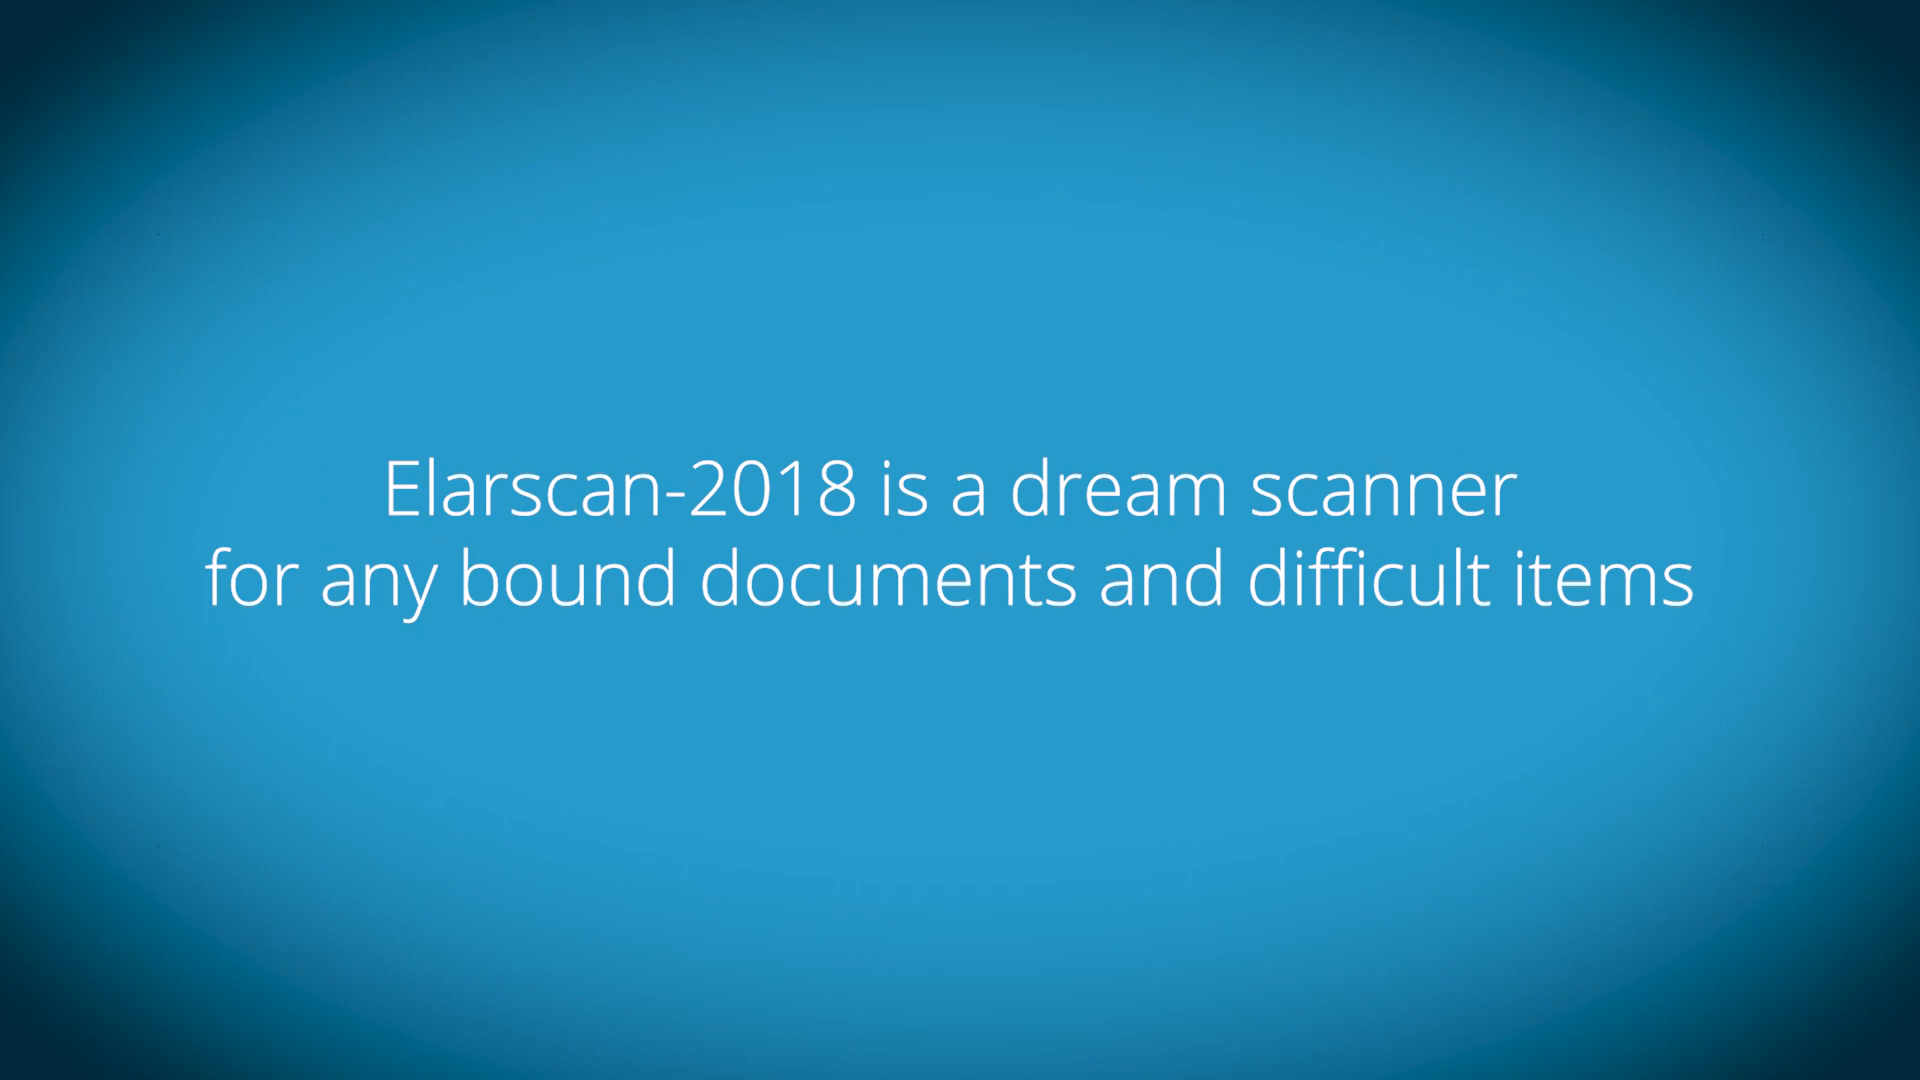 Elarscan-2018 is a dream scanner
for any bound documents and difficult items